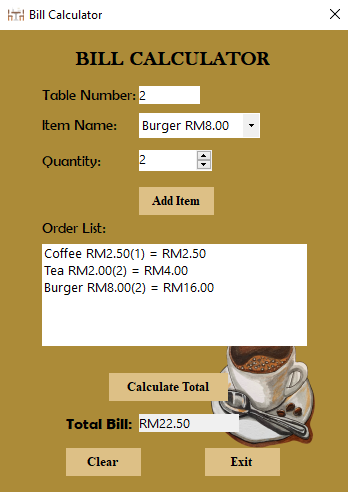 Bill Calculator
BILL CALCULATOR
Table Number: 2
Item Name: Burger RM8.00
Quantity: 2
Add Item
Order List:
Coffee RM2.50(1) = RM2.50
Tea RM2.00(2) = RM4.00
Burger RM8.00(2) = RM16.00
Calculate Total
Total Bill: RM22.50
Clear Exit